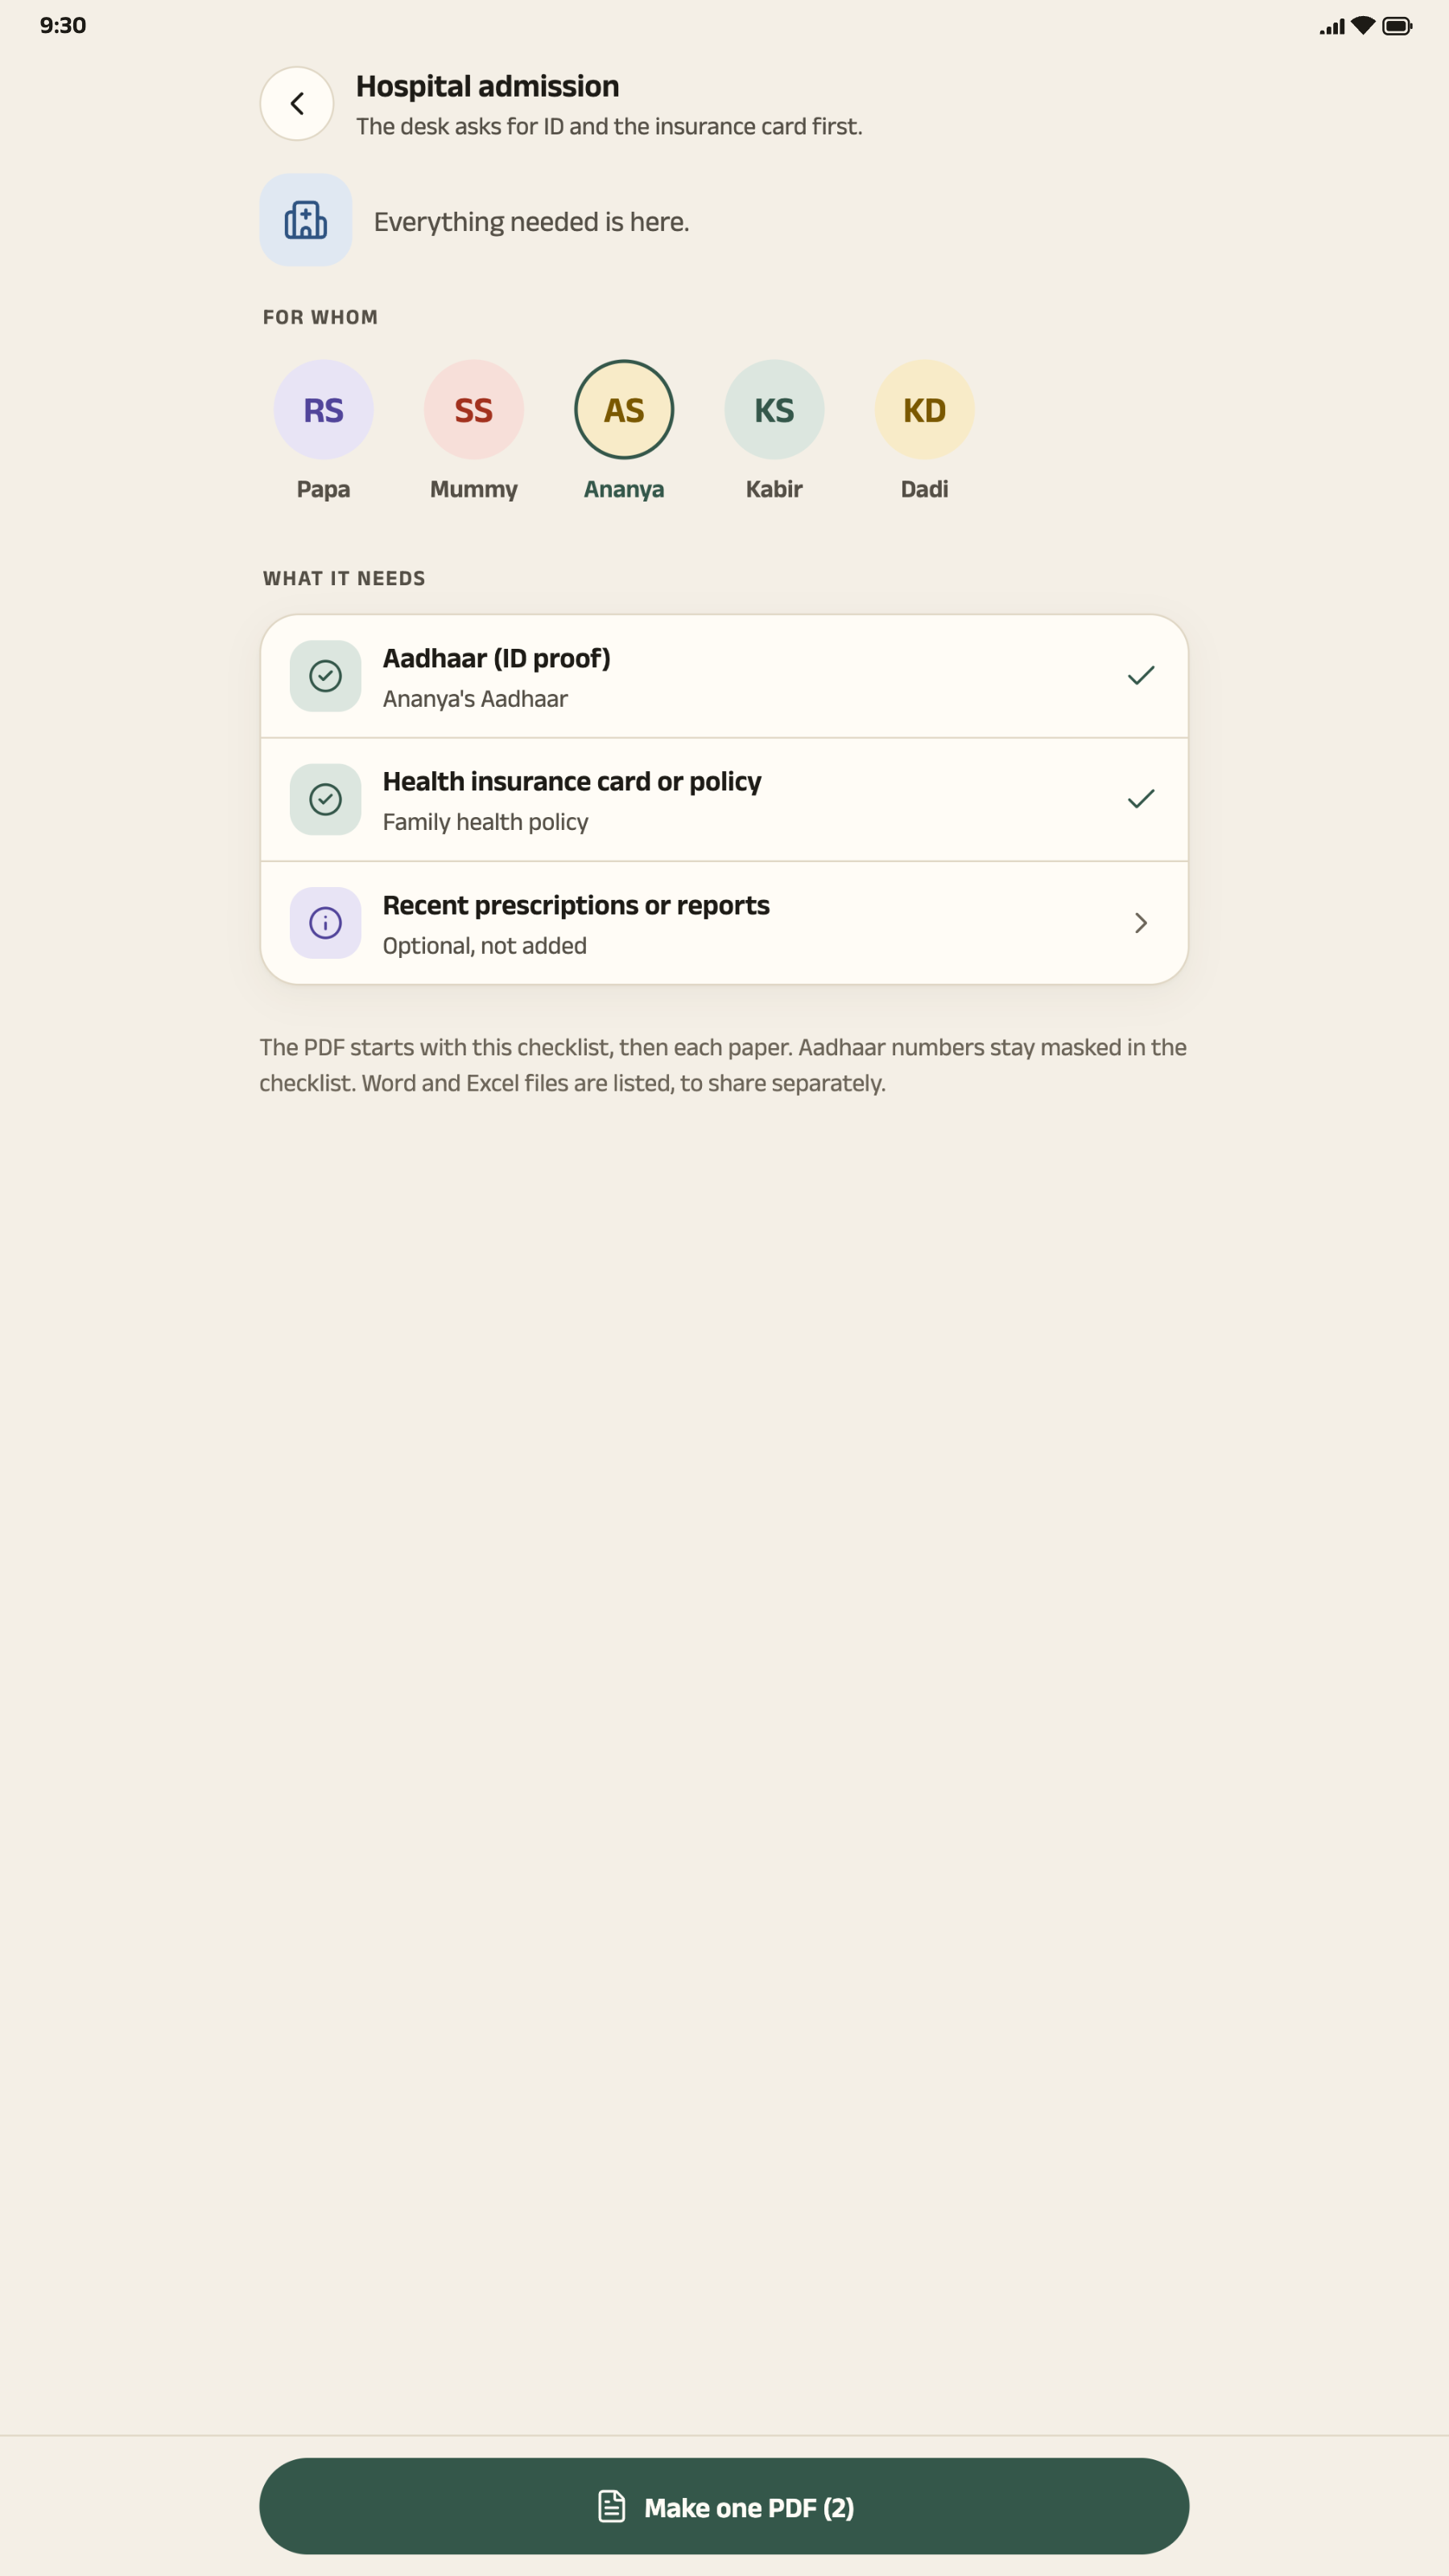 9:30
Hospital admission
The desk asks for ID and the insurance card first.
Everything needed is here.
FOR WHOM
RS SS AS KS KD
Papa Mummy Ananya Kabir Dadi
WHAT IT NEEDS
Aadhaar (ID proof)
Ananya's Aadhaar
Health insurance card or policy
Family health policy
Recent prescriptions or reports
Optional, not added
The PDF starts with this checklist, then each paper. Aadhaar numbers stay masked in the
checklist. Word and Excel files are listed, to share separately.
Make one PDF (2)